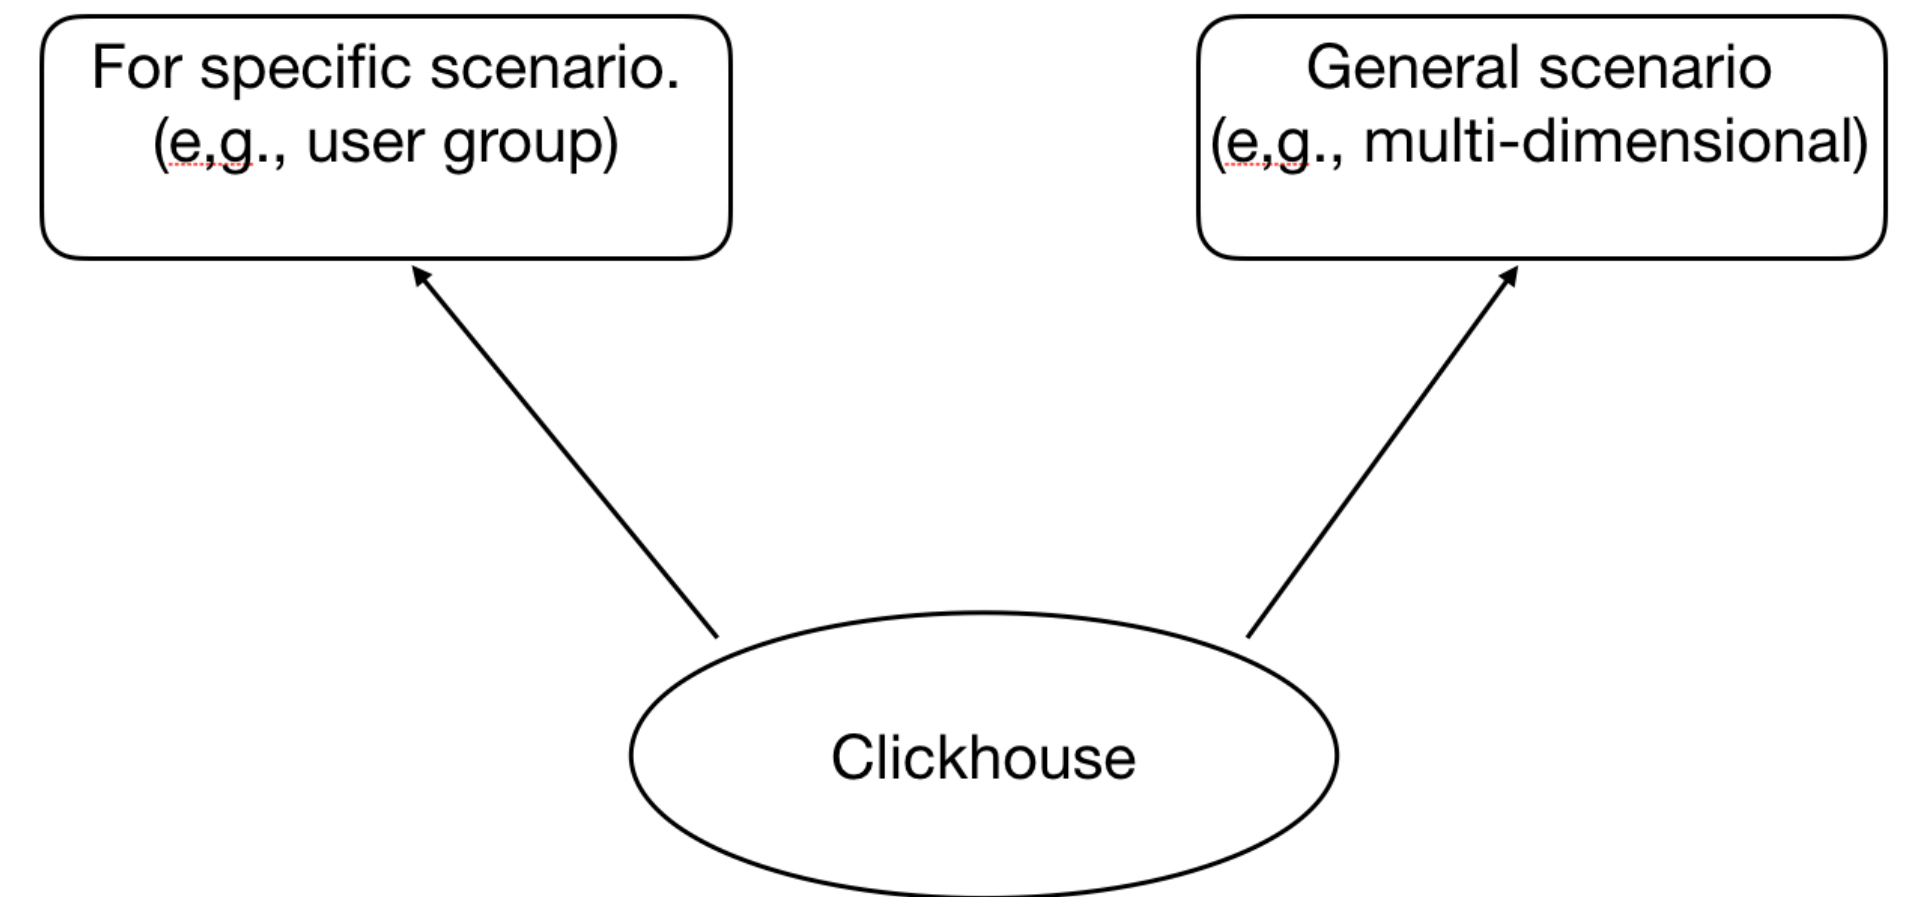 For specific scenario.
(e,g., user group)
General scenario
(e,g., multi-dimensional)
Clickhouse